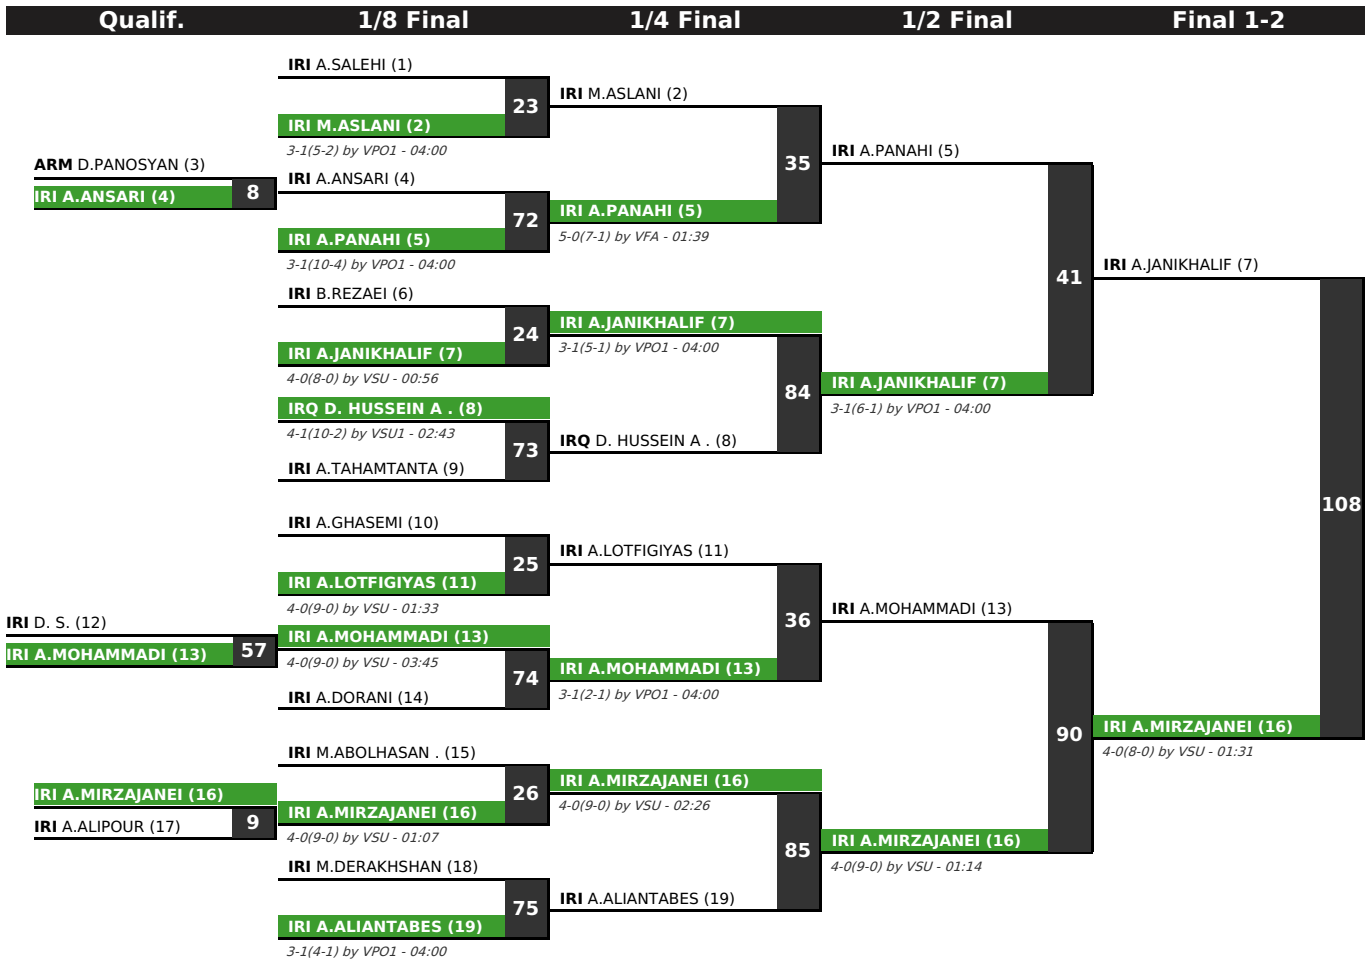 Qualif. 1/8 Final 1/4 Final 1/2 Final Final 1-2
ARM D.PANOSYAN (3)
IRI A.ANSARI (4)
8
IRI D. S. (12)
IRI A.MOHAMMADI (13)
57
IRI A.MIRZAJANEI (16)
IRI A.ALIPOUR (17)
9
IRI A.SALEHI (1)
IRI M.ASLANI (2)
23
3-1(5-2) by VPO1 - 04:00
IRI A.ANSARI (4)
IRI A.PANAHI (5)
72
3-1(10-4) by VPO1 - 04:00
IRI B.REZAEI (6)
IRI A.JANIKHALIF (7)
24
4-0(8-0) by VSU - 00:56
IRQ D. HUSSEIN A . (8)
4-1(10-2) by VSU1 - 02:43
73
IRI A.TAHAMTANTA (9)
IRI A.GHASEMI (10)
25
IRI A.LOTFIGIYAS (11)
4-0(9-0) by VSU - 01:33
IRI A.MOHAMMADI (13)
4-0(9-0) by VSU - 03:45
74
IRI A.DORANI (14)
IRI M.ABOLHASAN . (15)
26
IRI A.MIRZAJANEI (16)
4-0(9-0) by VSU - 01:07
IRI M.DERAKHSHAN (18)
75
IRI A.ALIANTABES (19)
3-1(4-1) by VPO1 - 04:00
IRI M.ASLANI (2)
35
IRI A.PANAHI (5)
5-0(7-1) by VFA - 01:39
IRI A.JANIKHALIF (7)
3-1(5-1) by VPO1 - 04:00
84
IRQ D. HUSSEIN A . (8)
IRI A.LOTFIGIYAS (11)
36
IRI A.MOHAMMADI (13)
3-1(2-1) by VPO1 - 04:00
IRI A.MIRZAJANEI (16)
4-0(9-0) by VSU - 02:26
85
IRI A.ALIANTABES (19)
IRI A.PANAHI (5)
41
IRI A.JANIKHALIF (7)
3-1(6-1) by VPO1 - 04:00
IRI A.MOHAMMADI (13)
90
IRI A.MIRZAJANEI (16)
4-0(9-0) by VSU - 01:14
IRI A.JANIKHALIF (7)
108
IRI A.MIRZAJANEI (16)
4-0(8-0) by VSU - 01:31